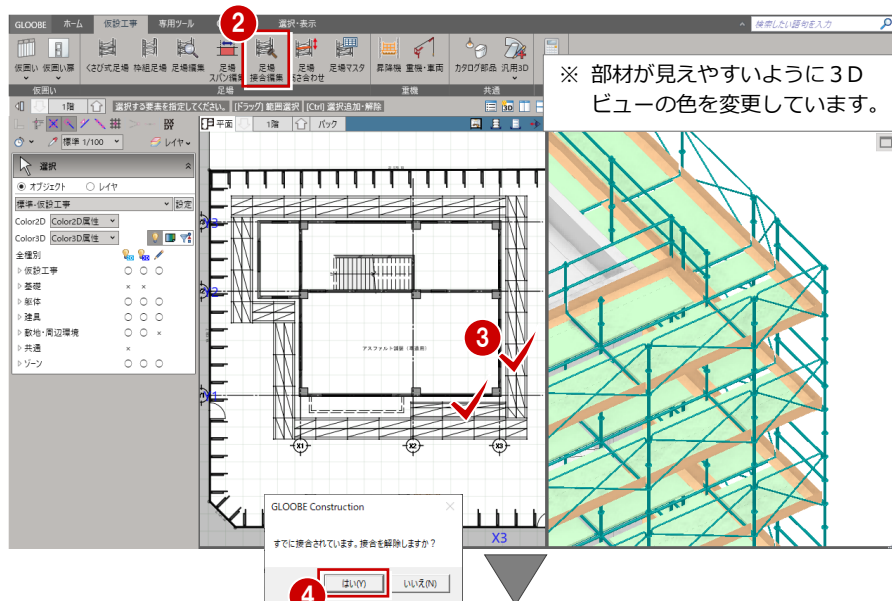 GLOOBE ホーム 仮設工事 専用ツール 選択・表示
検索したい語句を入力
2
仮囲い 仮囲い扉 くさび式足場 枠組足場 足場編集 足場 スパン編集 足場 接合編集 足場 足場マスタ 昇降機 重機・車両 カタログ部品 汎用3D
仮囲い 足場 重機 共通
※ 部材が見えやすいように３Ｄ
ビューの色を変更しています。
1階 選択する要素を指定してください。 [ドラッグ] 範囲選択 [Ctrl] 選択追加・解除
標準 1/100 レイヤ
平面 1階 バック
選択
オブジェクト レイヤ
標準-仮設工事 設定
Color2D Color2D属性
Color3D Color3D属性
全種別
仮設工事
基礎
躯体
建具
敷地・周辺環境
共通
ゾーン
アスファルト舗装（車道用）
3
X1 X2 X3
X3
GLOOBE Construction
すでに接合されています。接合を解除しますか？
4
はい(Y) いいえ(N)